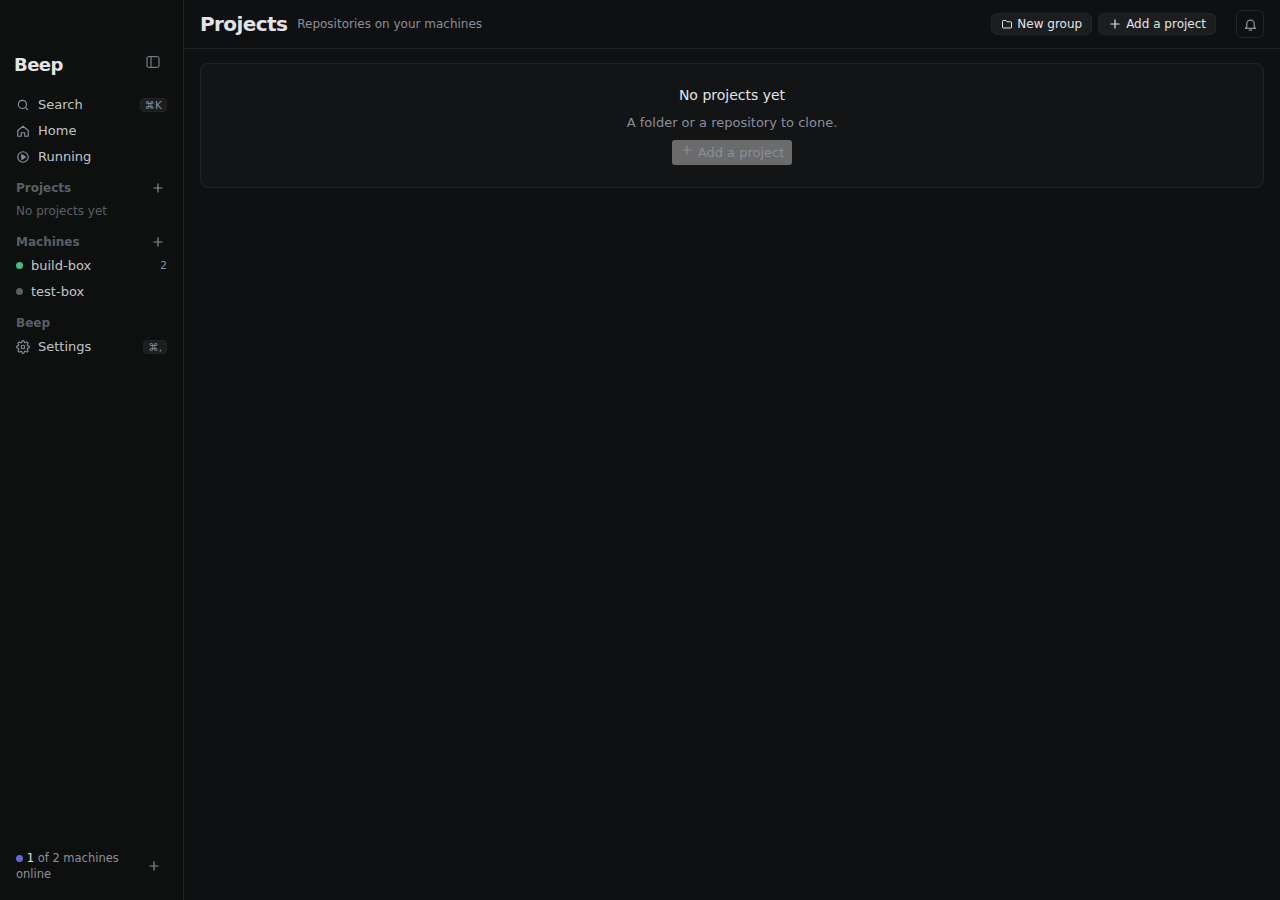 Projects
Repositories on your machines
New group
Add a project
Beep
Search
⌘K
Home
Running
Projects
No projects yet
Machines
build-box
2
test-box
Beep
Settings
⌘,
1 of 2 machines
online
No projects yet
A folder or a repository to clone.
Add a project